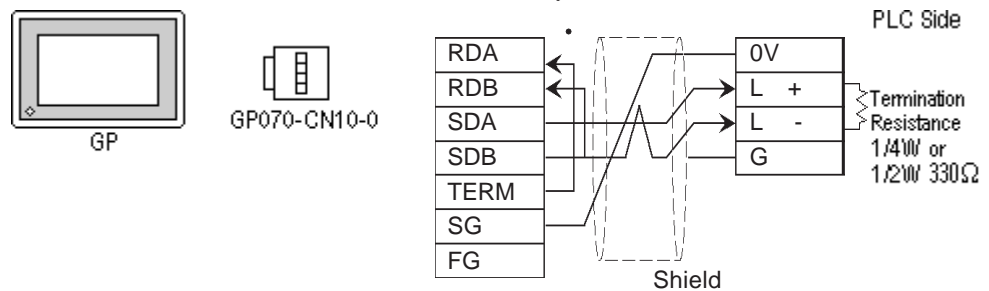 PLC Side
RDA
RDB
SDA
SDB
TERM
SG
FG
0V
L +
L -
G
Termination
Resistance
1/4W or
1/2W 330Ω
GP070-CN10-0
GP
Shield